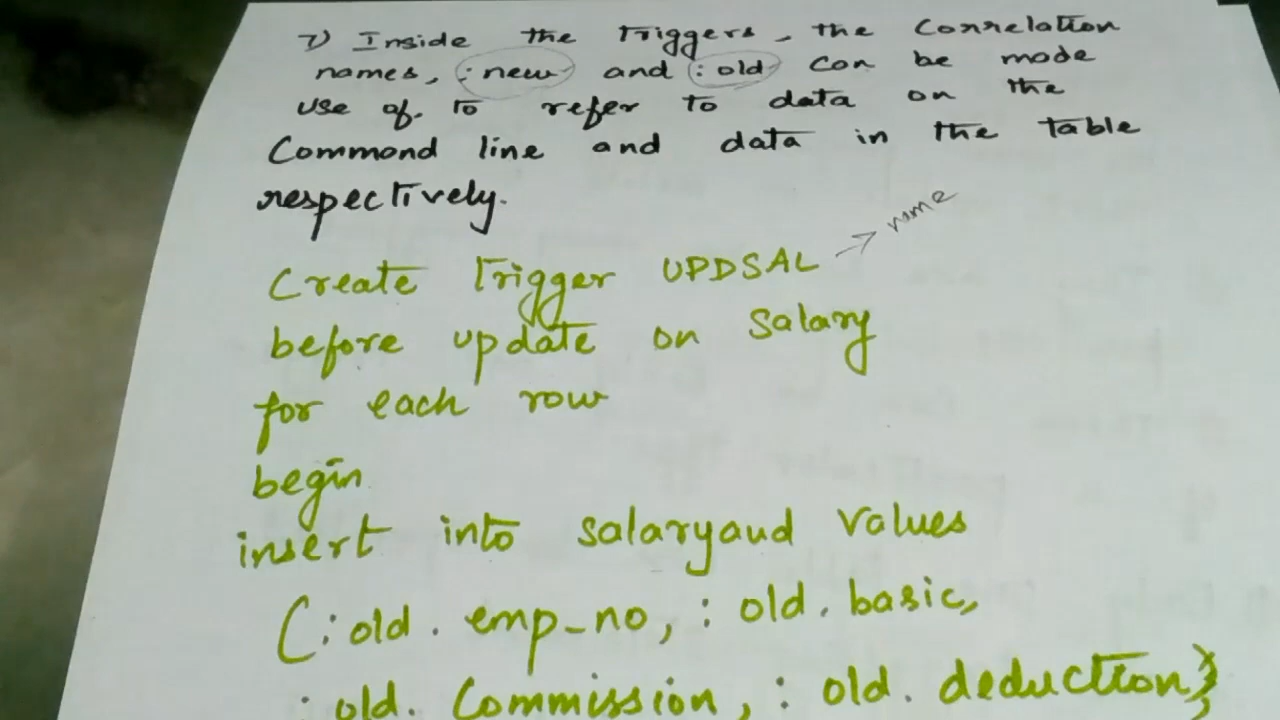 7) Inside the Triggers, the Correlation
names, :new and :old can be made
use of. to refer to data on the
Command line and data in the table
respectively.
Create Trigger UPDSAL → name
before update on Salary
for each row
begin
insert into salaryaud values
(:old. emp_no, : old. basic,
:old. Commission, : old. deduction)